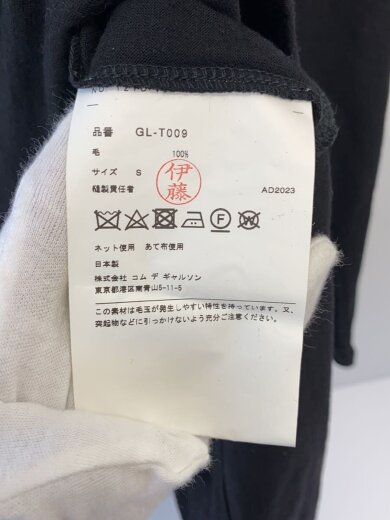 品番 GL-T009
毛 100%
サイズ S
縫製責任者 伊藤 AD2023
ネット使用 あて布使用
日本製
株式会社 コム デ ギャルソン
東京都港区南青山5-11-5
この素材は毛玉が発生しやすい特性を持っています。又、
突起物などに引っかけないよう充分ご注意ください。